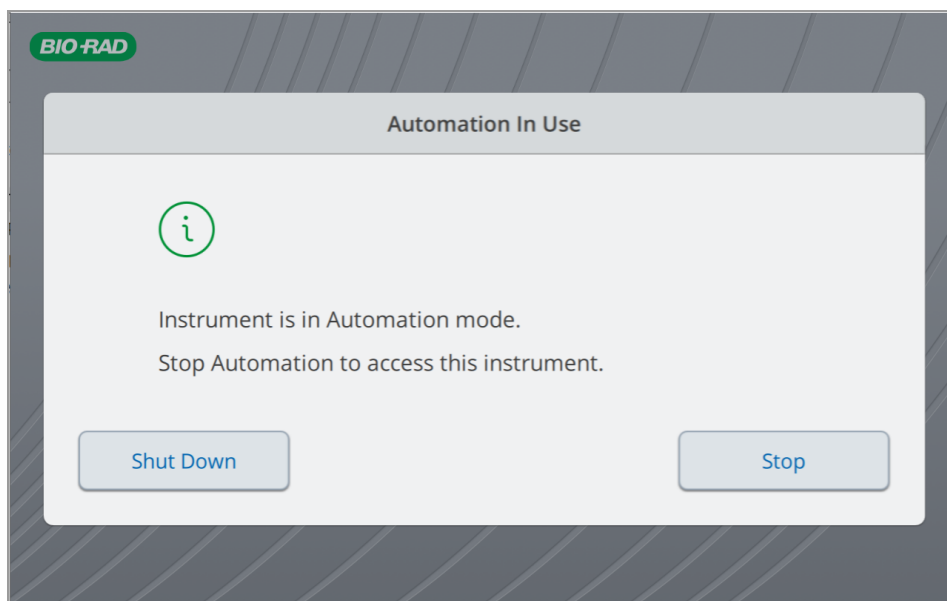 BIO-RAD
Automation In Use
Instrument is in Automation mode.
Stop Automation to access this instrument.
Shut Down
Stop